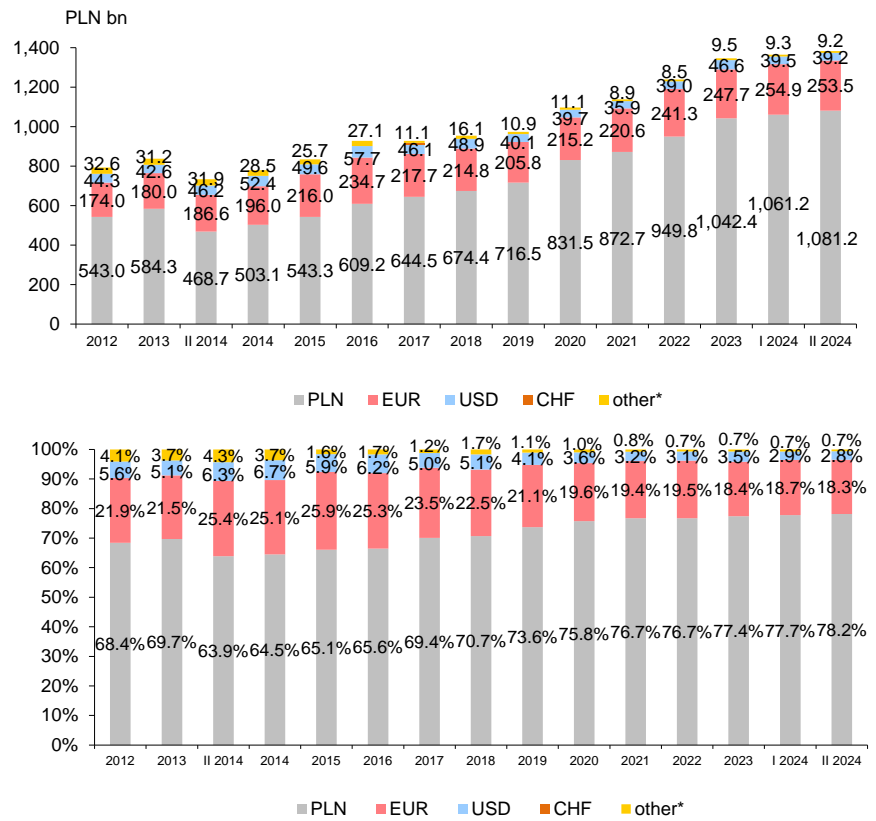 PLN bn
1,400
1,200
1,000
800
600
400
200
0
32.6 31.2 31.9 28.5 25.7 27.1 11.1 16.1 10.9 11.1 8.9 8.5 9.5 9.3 9.2
44.3 42.6 46.2 52.4 49.6 57.7 46.1 48.9 40.1 39.7 35.9 39.0 46.6 39.5 39.2
174.0 180.0 186.6 196.0 216.0 234.7 217.7 214.8 205.8 215.2 220.6 241.3 247.7 254.9 253.5
543.0 584.3 468.7 503.1 543.3 609.2 644.5 674.4 716.5 831.5 872.7 949.8 1,042.4 1,061.2 1,081.2
2012 2013 II 2014 2014 2015 2016 2017 2018 2019 2020 2021 2022 2023 I 2024 II 2024
PLN EUR USD CHF other*
100%
90%
80%
70%
60%
50%
40%
30%
20%
10%
0%
4.1% 3.7% 4.3% 3.7% 1.6% 1.7% 1.2% 1.7% 1.1% 1.0% 0.8% 0.7% 0.7% 0.7% 0.7%
5.6% 5.1% 6.3% 6.7% 5.9% 6.2% 5.0% 5.1% 4.1% 3.6% 3.2% 3.1% 3.5% 2.9% 2.8%
21.9% 21.5% 25.4% 25.1% 25.9% 25.3% 23.5% 22.5% 21.1% 19.6% 19.4% 19.5% 18.4% 18.7% 18.3%
68.4% 69.7% 63.9% 64.5% 65.1% 65.6% 69.4% 70.7% 73.6% 75.8% 76.7% 76.7% 77.4% 77.7% 78.2%
2012 2013 II 2014 2014 2015 2016 2017 2018 2019 2020 2021 2022 2023 I 2024 II 2024
PLN EUR USD CHF other*